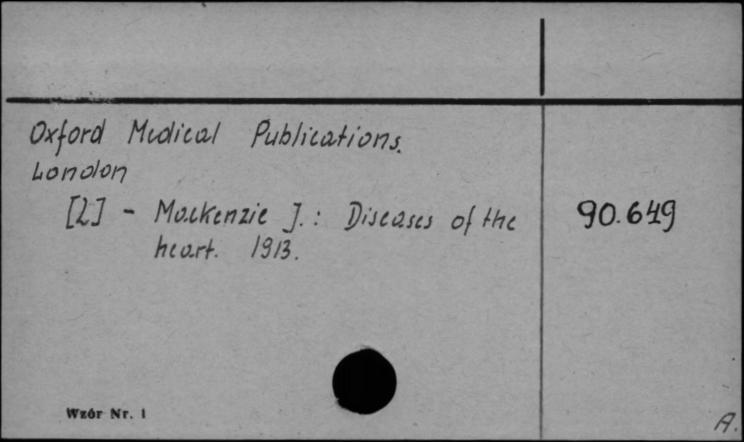 Oxford Medical Publications.
London
[2] - Mackenzie J.: Diseases of the 90.649
heart. 1913.
Wzór Nr. 1
A.